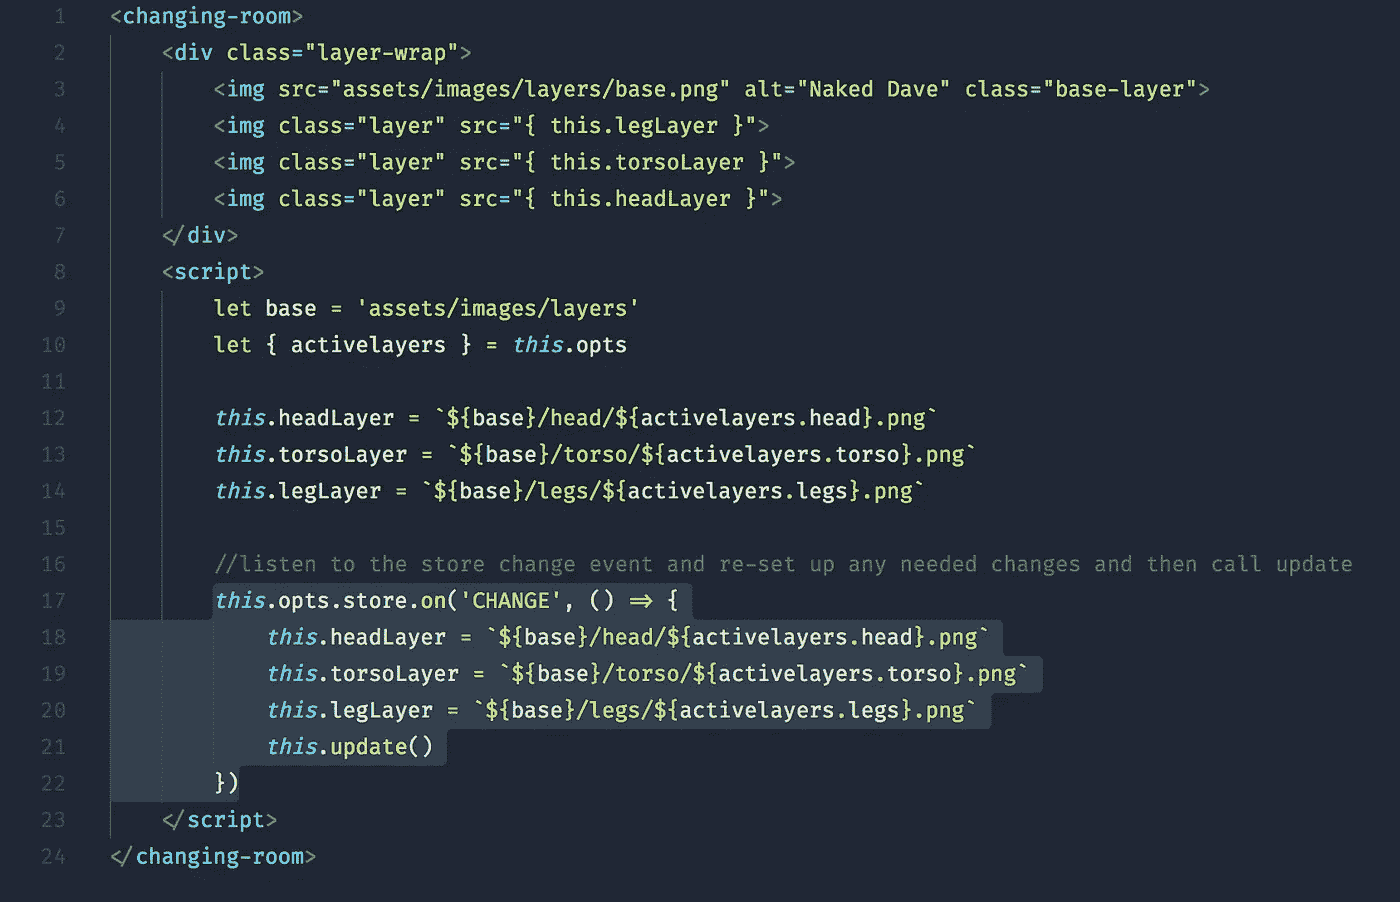 1 <changing-room>
2 <div class="layer-wrap">
3 <img src="assets/images/layers/base.png" alt="Naked Dave" class="base-layer">
4 <img class="layer" src="{ this.legLayer }">
5 <img class="layer" src="{ this.torsoLayer }">
6 <img class="layer" src="{ this.headLayer }">
7 </div>
8 <script>
9 let base = 'assets/images/layers'
10 let { activelayers } = this.opts
11
12 this.headLayer = `${base}/head/${activelayers.head}.png`
13 this.torsoLayer = `${base}/torso/${activelayers.torso}.png`
14 this.legLayer = `${base}/legs/${activelayers.legs}.png`
15
16 //listen to the store change event and re-set up any needed changes and then call update
17 this.opts.store.on('CHANGE', () => {
18 this.headLayer = `${base}/head/${activelayers.head}.png`
19 this.torsoLayer = `${base}/torso/${activelayers.torso}.png`
20 this.legLayer = `${base}/legs/${activelayers.legs}.png`
21 this.update()
22 })
23 </script>
24 </changing-room>